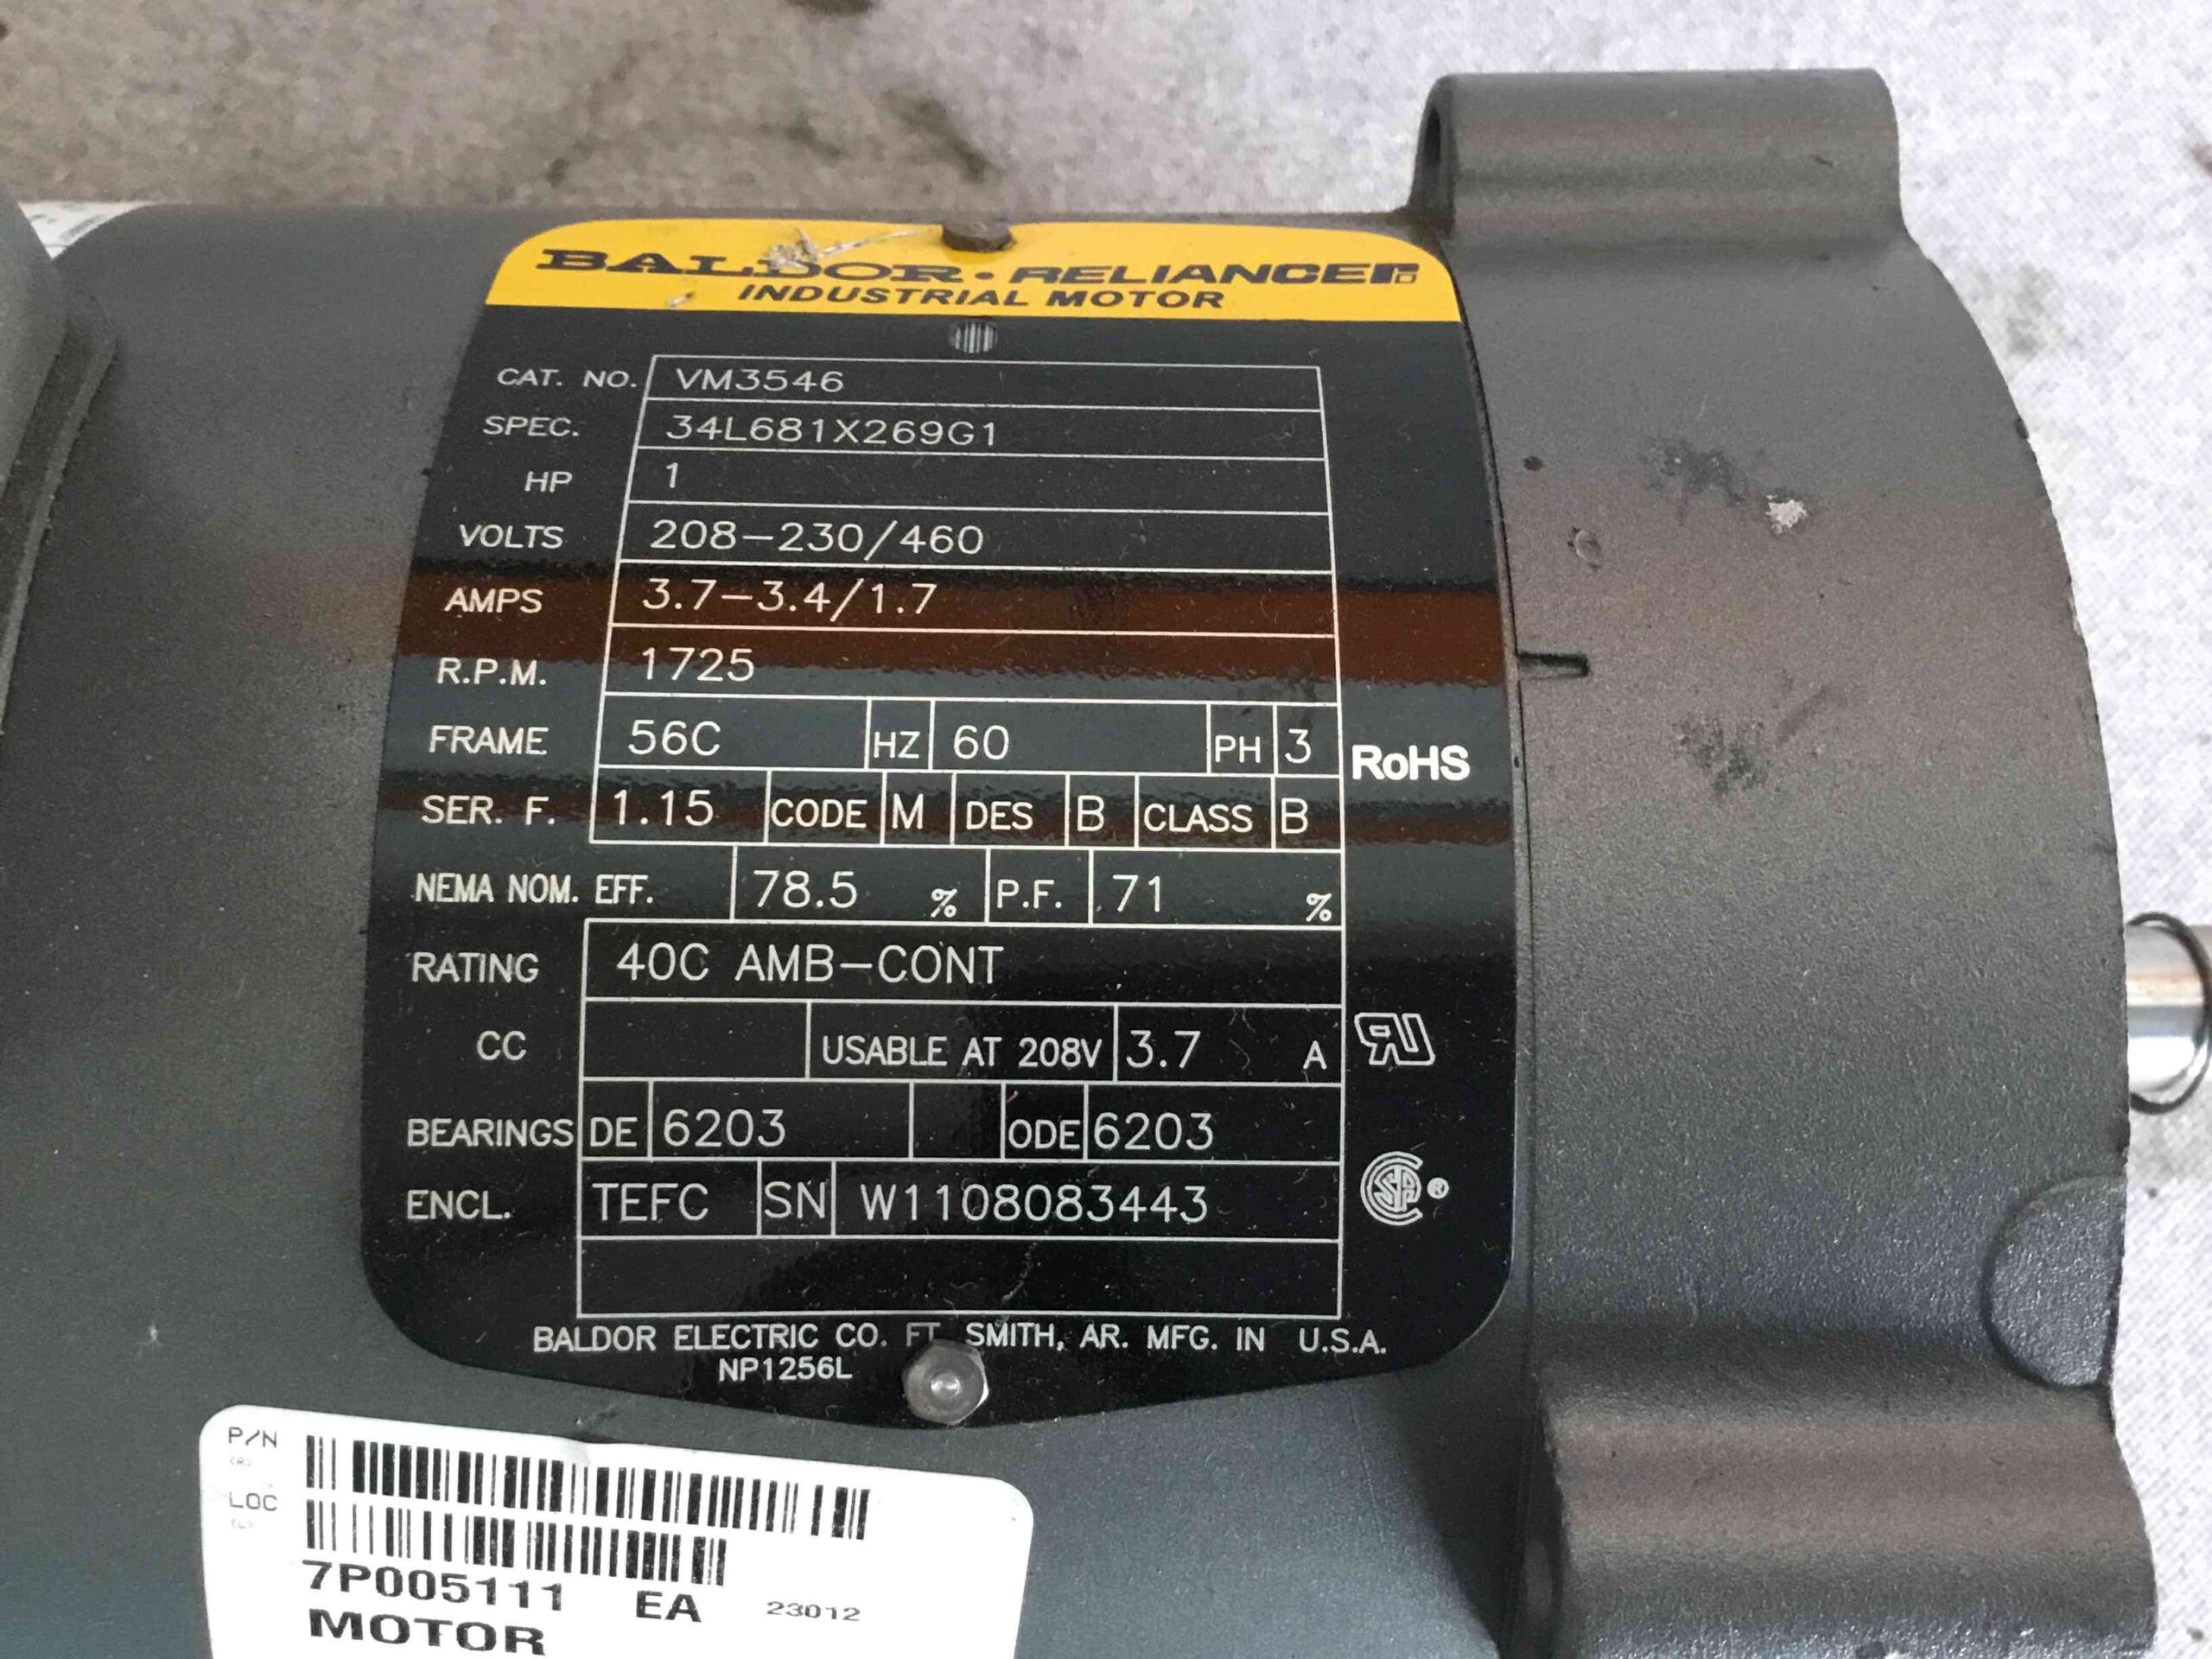 BALDOR • RELIANCE
INDUSTRIAL MOTOR
CAT. NO. VM3546
SPEC. 34L681X269G1
HP 1
VOLTS 208-230/460
AMPS 3.7-3.4/1.7
R.P.M. 1725
FRAME 56C HZ 60 PH 3 RoHS
SER. F. 1.15 CODE M DES B CLASS B
NEMA NOM. EFF. 78.5 % P.F. 71 %
RATING 40C AMB-CONT
CC USABLE AT 208V 3.7 A
BEARINGS DE 6203 ODE 6203
ENCL. TEFC SN W1108083443
BALDOR ELECTRIC CO. FT. SMITH, AR. MFG. IN U.S.A.
NP1256L
P/N
LOC
7P005111 EA 23012
MOTOR